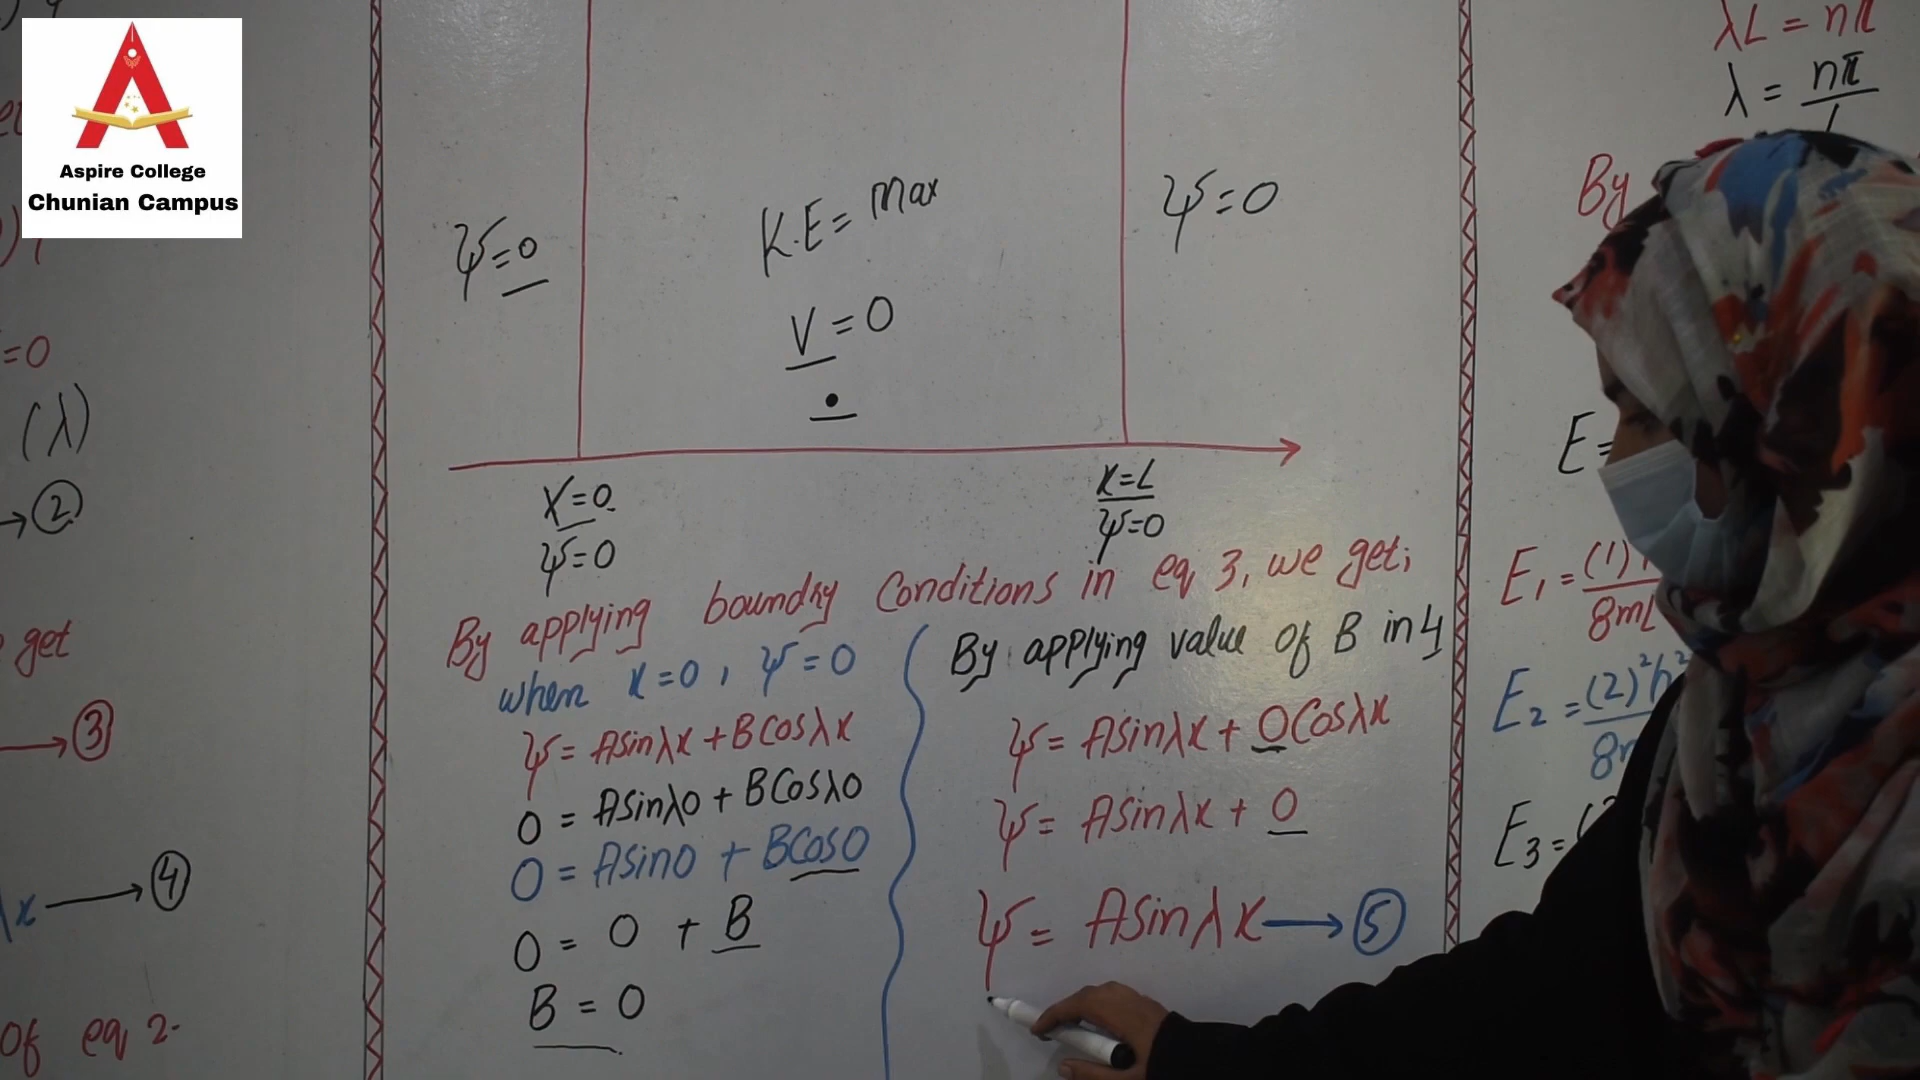 Aspire College
Chunian Campus
=0
(λ)
→②
get
→③
λx→④
Of eq 2.
ψ=0
K.E= Max
V=0
ψ=0
X=0
ψ=0
x=L
ψ=0
By applying boundry Conditions in eq 3, we get;
when x=0, ψ=0
ψ= Asinλx+BCosλx
0 = Asinλ0 + BCosλ0
0 = Asin0 + BCos0
0 = 0 + B
B = 0
By applying value of B in 4
ψ= Asinλx + 0Cosλx
ψ= Asinλx + 0
ψ= Asinλx→⑤
λL = nπ
λ = nπ
By
E=
E₁=(1)
8mL
E₂=(2)²h²
8m
E₃=(